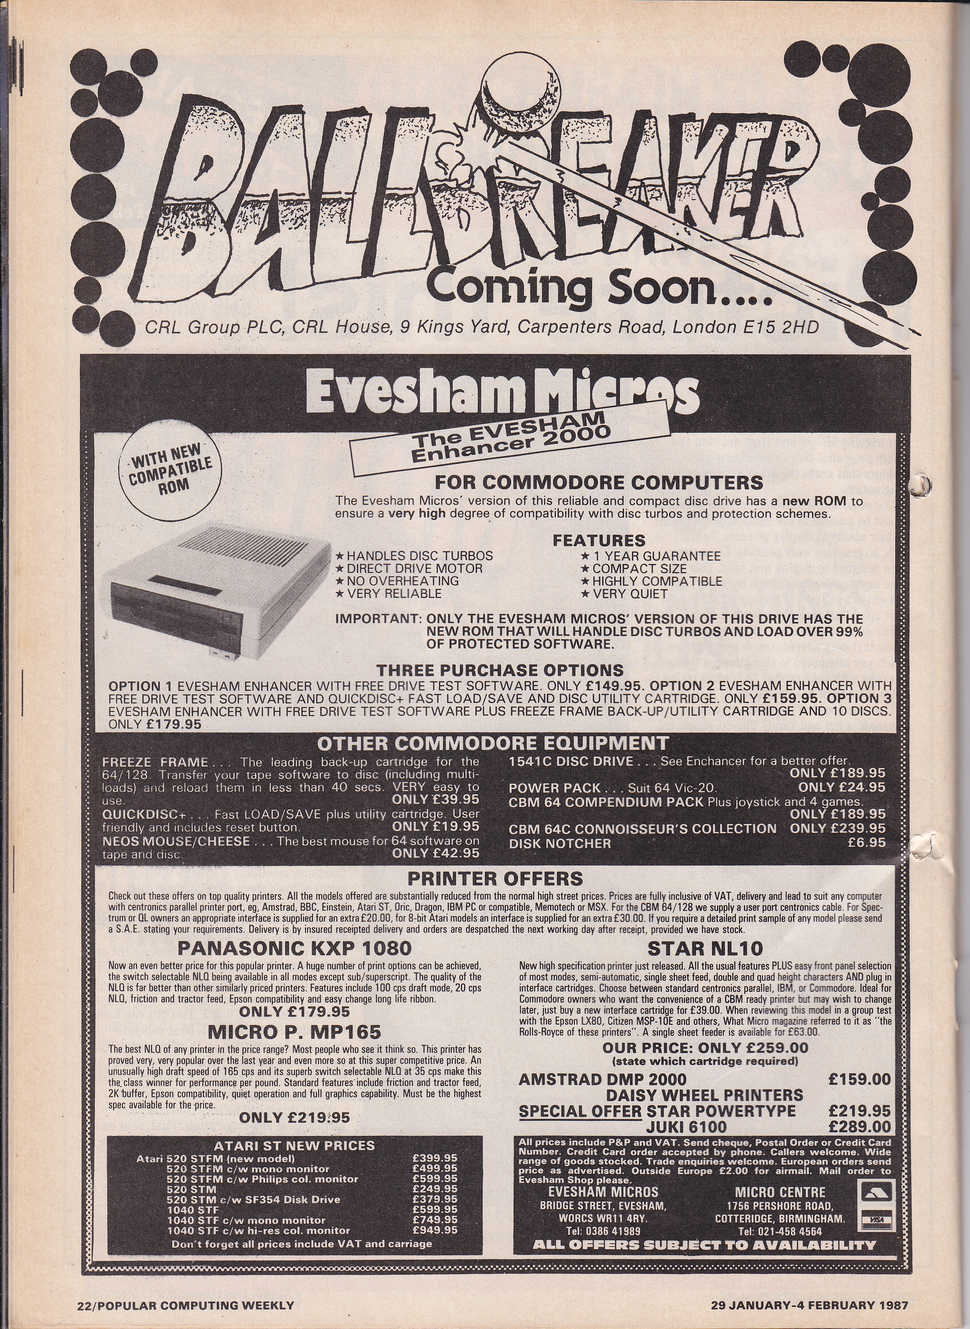 BALLBREAKER
Coming Soon....
CRL Group PLC, CRL House, 9 Kings Yard, Carpenters Road, London E15 2HD
Evesham Micros
The EVESHAM
Enhancer 2000
WITH NEW
COMPATIBLE
ROM
FOR COMMODORE COMPUTERS
The Evesham Micros' version of this reliable and compact disc drive has a new ROM to
ensure a very high degree of compatibility with disc turbos and protection schemes.
FEATURES
★ HANDLES DISC TURBOS
★ DIRECT DRIVE MOTOR
★ NO OVERHEATING
★ VERY RELIABLE
★ 1 YEAR GUARANTEE
★ COMPACT SIZE
★ HIGHLY COMPATIBLE
★ VERY QUIET
IMPORTANT: ONLY THE EVESHAM MICROS' VERSION OF THIS DRIVE HAS THE
NEW ROM THAT WILL HANDLE DISC TURBOS AND LOAD OVER 99%
OF PROTECTED SOFTWARE.
THREE PURCHASE OPTIONS
OPTION 1 EVESHAM ENHANCER WITH FREE DRIVE TEST SOFTWARE. ONLY £149.95. OPTION 2 EVESHAM ENHANCER WITH
FREE DRIVE TEST SOFTWARE AND QUICKDISC+ FAST LOAD/SAVE AND DISC UTILITY CARTRIDGE. ONLY £159.95. OPTION 3
EVESHAM ENHANCER WITH FREE DRIVE TEST SOFTWARE PLUS FREEZE FRAME BACK-UP/UTILITY CARTRIDGE AND 10 DISCS.
ONLY £179.95
OTHER COMMODORE EQUIPMENT
FREEZE FRAME . . . The leading back-up cartridge for the
64/128. Transfer your tape software to disc (including multi-
loads) and reload them in less than 40 secs. VERY easy to
use. ONLY £39.95
QUICKDISC+ . . . Fast LOAD/SAVE plus utility cartridge. User
friendly and includes reset button. ONLY £19.95
NEOS MOUSE/CHEESE . . . The best mouse for 64 software on
tape and disc. ONLY £42.95
1541C DISC DRIVE . . . See Enchancer for a better offer.
ONLY £189.95
POWER PACK . . . Suit 64 Vic-20. ONLY £24.95
CBM 64 COMPENDIUM PACK Plus joystick and 4 games.
ONLY £189.95
CBM 64C CONNOISSEUR'S COLLECTION ONLY £239.95
DISK NOTCHER £6.95
PRINTER OFFERS
Check out these offers on top quality printers. All the models offered are substantially reduced from the normal high street prices. Prices are fully inclusive of VAT, delivery and lead to suit any computer
with centronics parallel printer port, eg, Amstrad, BBC, Einstein, Atari ST, Oric, Dragon, IBM PC or compatible, Memotech or MSX. For the CBM 64/128 we supply a user port centronics cable. For Spec-
trum or QL owners an appropriate interface is supplied for an extra £20.00, for 8-bit Atari models an interface is supplied for an extra £30.00. If you require a detailed print sample of any model please send
a S.A.E. stating your requirements. Delivery is by insured receipted delivery and orders are despatched the next working day after receipt, provided we have stock.
PANASONIC KXP 1080
Now an even better price for this popular printer. A huge number of print options can be achieved,
the switch selectable NLQ being available in all modes except sub/superscript. The quality of the
NLQ is far better than other similarly priced printers. Features include 100 cps draft mode, 20 cps
NLQ, friction and tractor feed, Epson compatibility and easy change long life ribbon.
ONLY £179.95
MICRO P. MP165
The best NLQ of any printer in the price range? Most people who see it think so. This printer has
proved very, very popular over the last year and even more so at this super competitive price. An
unusually high draft speed of 165 cps and its superb switch selectable NLQ at 35 cps make this
the class winner for performance per pound. Standard features include friction and tractor feed,
2K buffer, Epson compatibility, quiet operation and full graphics capability. Must be the highest
spec available for the price.
ONLY £219.95
ATARI ST NEW PRICES
Atari 520 STFM (new model) £399.95
520 STFM c/w mono monitor £499.95
520 STFM c/w Philips col. monitor £599.95
520 STM £249.95
520 STM c/w SF354 Disk Drive £379.95
1040 STF £599.95
1040 STF c/w mono monitor £749.95
1040 STF c/w hi-res col. monitor £949.95
Don't forget all prices include VAT and carriage
STAR NL10
New high specification printer just released. All the usual features PLUS easy front panel selection
of most modes, semi-automatic, single sheet feed, double and quad height characters AND plug in
interface cartridges. Choose between standard centronics parallel, IBM, or Commodore. Ideal for
Commodore owners who want the convenience of a CBM ready printer but may wish to change
later, just buy a new interface cartridge for £39.00. When reviewing this model in a group test
with the Epson LX80, Citizen MSP-10E and others, What Micro magazine referred to it as "the
Rolls-Royce of these printers". A single sheet feeder is available for £63.00.
OUR PRICE: ONLY £259.00
(state which cartridge required)
AMSTRAD DMP 2000 £159.00
DAISY WHEEL PRINTERS
SPECIAL OFFER STAR POWERTYPE £219.95
JUKI 6100 £289.00
All prices include P&P and VAT. Send cheque, Postal Order or Credit Card
Number. Credit Card order accepted by phone. Callers welcome. Wide
range of goods stocked. Trade enquiries welcome. European orders send
price as advertised. Outside Europe £2.00 for airmail. Mail order to
Evesham Shop please.
EVESHAM MICROS
BRIDGE STREET, EVESHAM,
WORCS WR11 4RY.
Tel: 0386 41989
MICRO CENTRE
1756 PERSHORE ROAD,
COTTERIDGE, BIRMINGHAM.
Tel: 021-458 4564
VISA
ALL OFFERS SUBJECT TO AVAILABILITY
22/POPULAR COMPUTING WEEKLY
29 JANUARY–4 FEBRUARY 1987